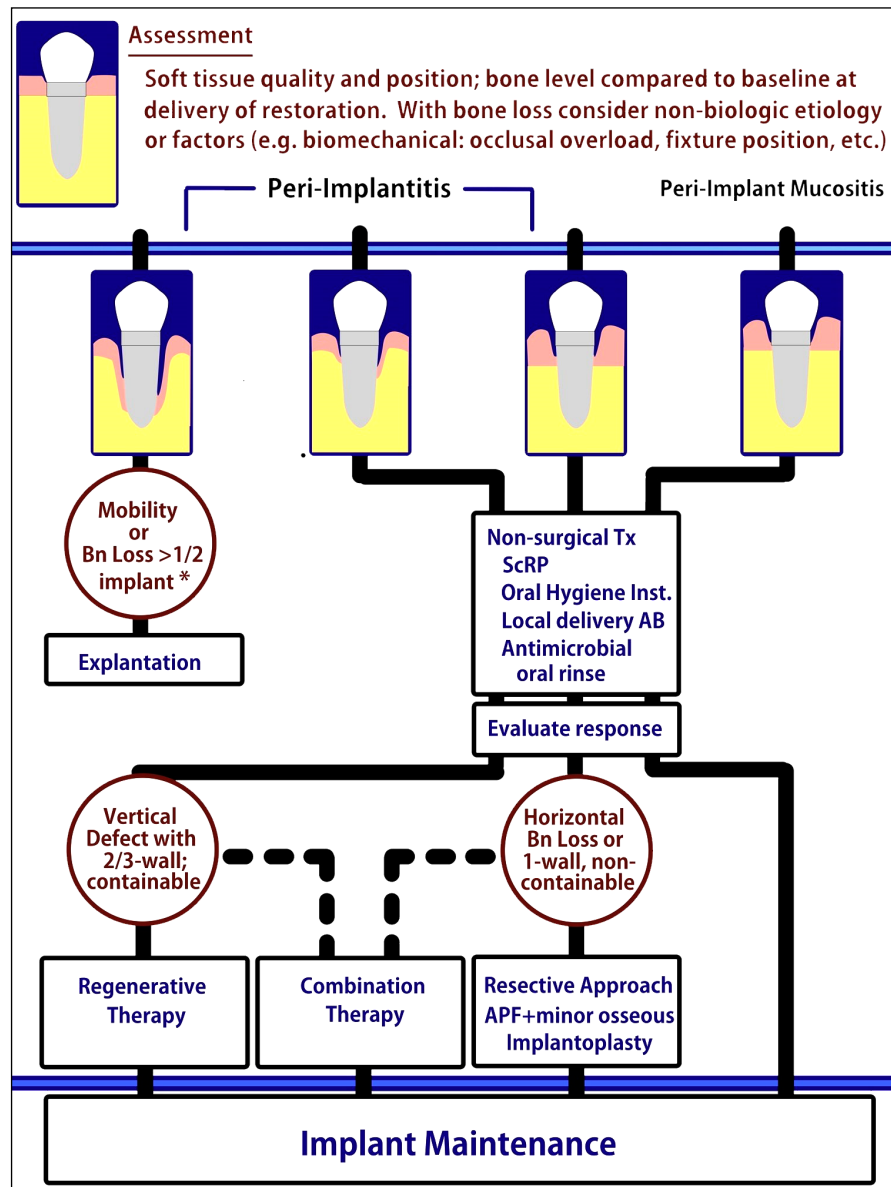 Assessment
Soft tissue quality and position; bone level compared to baseline at
delivery of restoration. With bone loss consider non-biologic etiology
or factors (e.g. biomechanical: occlusal overload, fixture position, etc.)
Peri-Implantitis
Peri-Implant Mucositis
Mobility
or
Bn Loss >1/2
implant *
Explantation
Non-surgical Tx
ScRP
Oral Hygiene Inst.
Local delivery AB
Antimicrobial
oral rinse
Evaluate response
Vertical
Defect with
2/3-wall;
containable
Horizontal
Bn Loss or
1-wall, non-
containable
Regenerative
Therapy
Combination
Therapy
Resective Approach
APF+minor osseous
Implantoplasty
Implant Maintenance